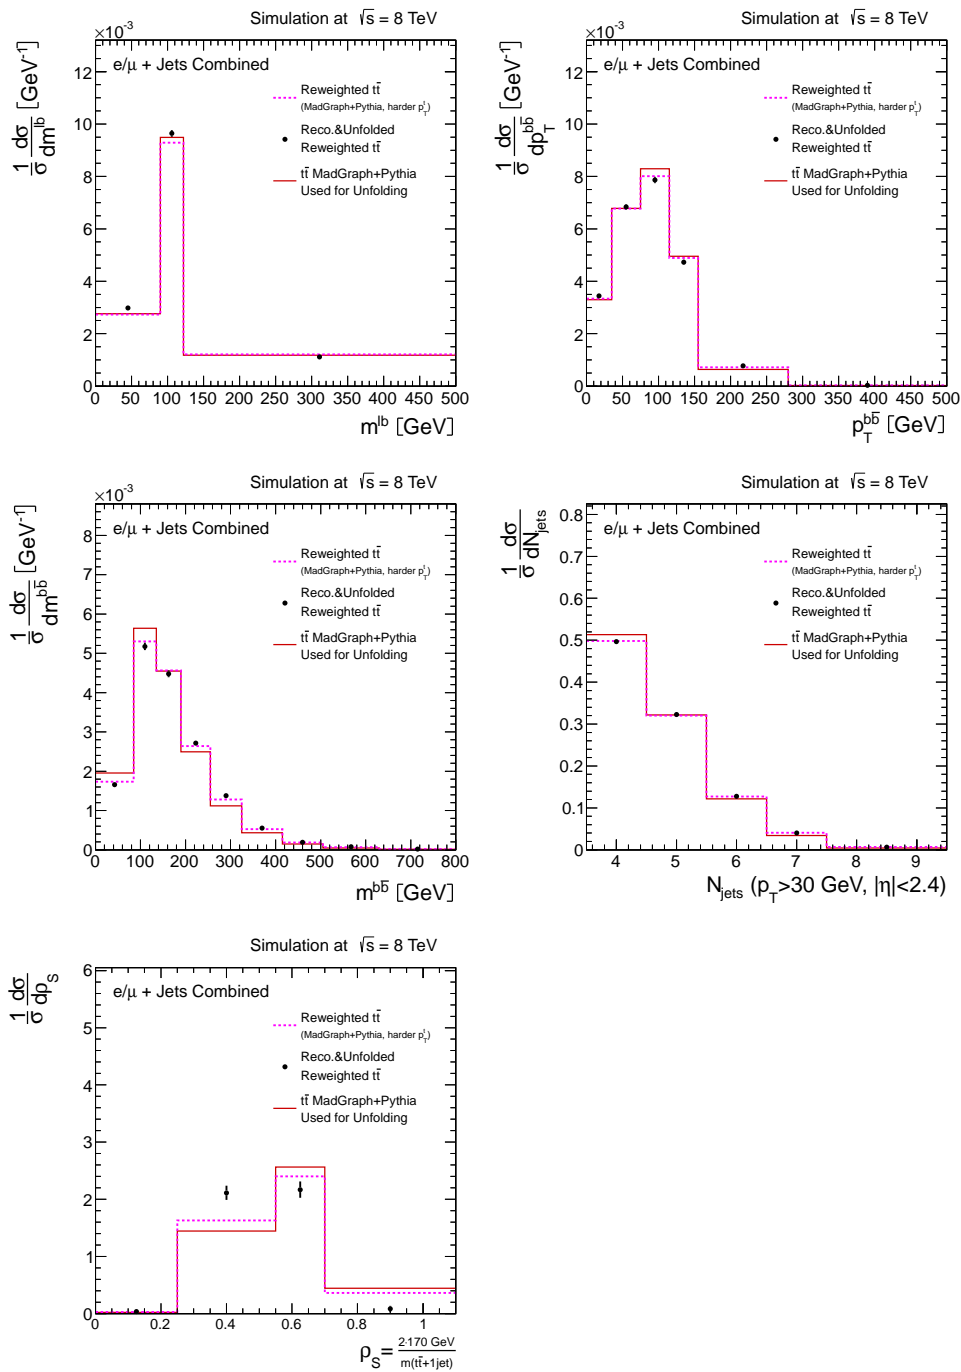 Simulation at √s = 8 TeV
×10⁻³
e/μ + Jets Combined
1/σ dσ/dm^lb [GeV⁻¹]
Reweighted tt̄
(MadGraph+Pythia, harder p_T^t)
Reco.&Unfolded
Reweighted tt̄
tt̄ MadGraph+Pythia
Used for Unfolding
12
10
8
6
4
2
0
0 50 100 150 200 250 300 350 400 450 500
m^lb [GeV]
Simulation at √s = 8 TeV
×10⁻³
e/μ + Jets Combined
1/σ dσ/dp_T^bb̄ [GeV⁻¹]
Reweighted tt̄
(MadGraph+Pythia, harder p_T^t)
Reco.&Unfolded
Reweighted tt̄
tt̄ MadGraph+Pythia
Used for Unfolding
12
10
8
6
4
2
0
0 50 100 150 200 250 300 350 400 450 500
p_T^bb̄ [GeV]
Simulation at √s = 8 TeV
×10⁻³
e/μ + Jets Combined
1/σ dσ/dm^bb̄ [GeV⁻¹]
Reweighted tt̄
(MadGraph+Pythia, harder p_T^t)
Reco.&Unfolded
Reweighted tt̄
tt̄ MadGraph+Pythia
Used for Unfolding
8
7
6
5
4
3
2
1
0
0 100 200 300 400 500 600 700 800
m^bb̄ [GeV]
Simulation at √s = 8 TeV
e/μ + Jets Combined
1/σ dσ/dN_jets
Reweighted tt̄
(MadGraph+Pythia, harder p_T^t)
Reco.&Unfolded
Reweighted tt̄
tt̄ MadGraph+Pythia
Used for Unfolding
0.8
0.7
0.6
0.5
0.4
0.3
0.2
0.1
0
4 5 6 7 8 9
N_jets (p_T>30 GeV, |η|<2.4)
Simulation at √s = 8 TeV
e/μ + Jets Combined
1/σ dσ/dρ_S
Reweighted tt̄
(MadGraph+Pythia, harder p_T^t)
Reco.&Unfolded
Reweighted tt̄
tt̄ MadGraph+Pythia
Used for Unfolding
6
5
4
3
2
1
0
0 0.2 0.4 0.6 0.8 1
ρ_S = 2·170 GeV / m(tt̄+1jet)